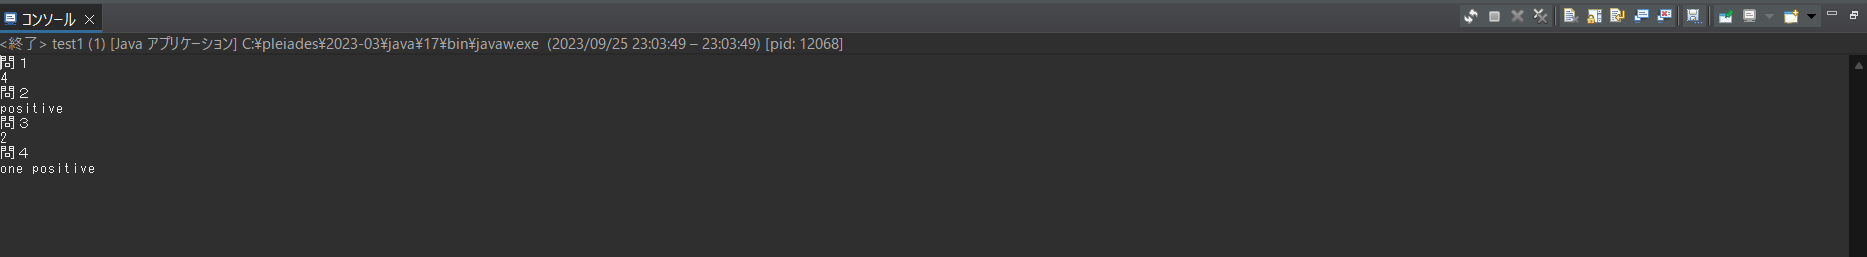 コンソール
<終了> test1 (1) [Java アプリケーション] C:¥pleiades¥2023-03¥java¥17¥bin¥javaw.exe  (2023/09/25 23:03:49 – 23:03:49) [pid: 12068]
問１
4
問２
positive
問３
2
問４
one positive